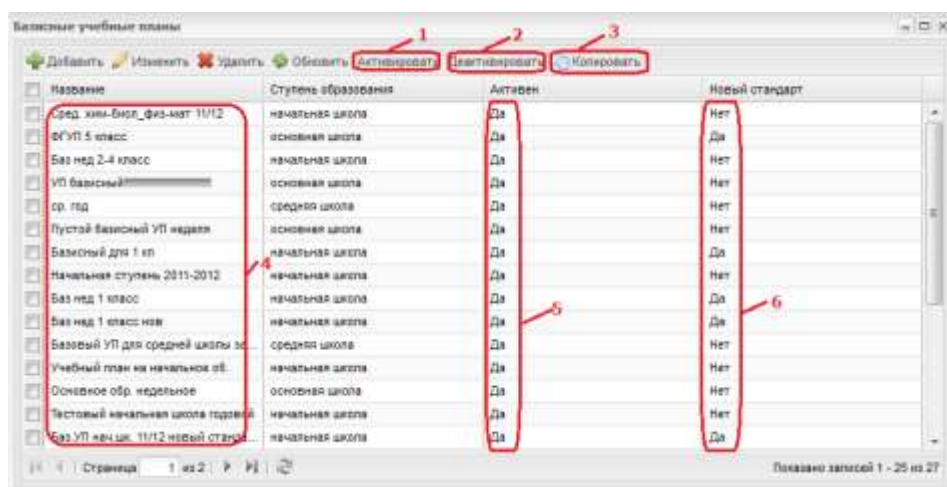 Базисные учебные планы
1 2 3
Добавить Изменить Удалить Обновить Активировать Деактивировать Копировать
Название Ступень образования Активен Новый стандарт
Сред. хим-биол_физ-мат 11/12 начальная школа Да Нет
ФГУП 5 класс основная школа Да Да
Баз нед 2-4 класс начальная школа Да Нет
УП базисный основная школа Да Нет
ср. год средняя школа Да Нет
Пустой базисный УП неделя основная школа Да Нет
Базисный для 1 кл начальная школа Да Да
4
Начальная ступень 2011-2012 начальная школа Да Нет
Баз нед 1 класс начальная школа Да Да
5 6
Баз нед 1 класс нов начальная школа Да Да
Базовый УП для средней школы зе... средняя школа Да Нет
Учебный план на начальное об. начальная школа Да Нет
Основное обр. недельное основная школа Да Нет
Тестовый начальная школа годовой начальная школа Да Нет
Баз.УП нач.шк. 11/12 новый станда... начальная школа Да Да
Страница 1 из 2 Показано записей 1 - 25 из 27